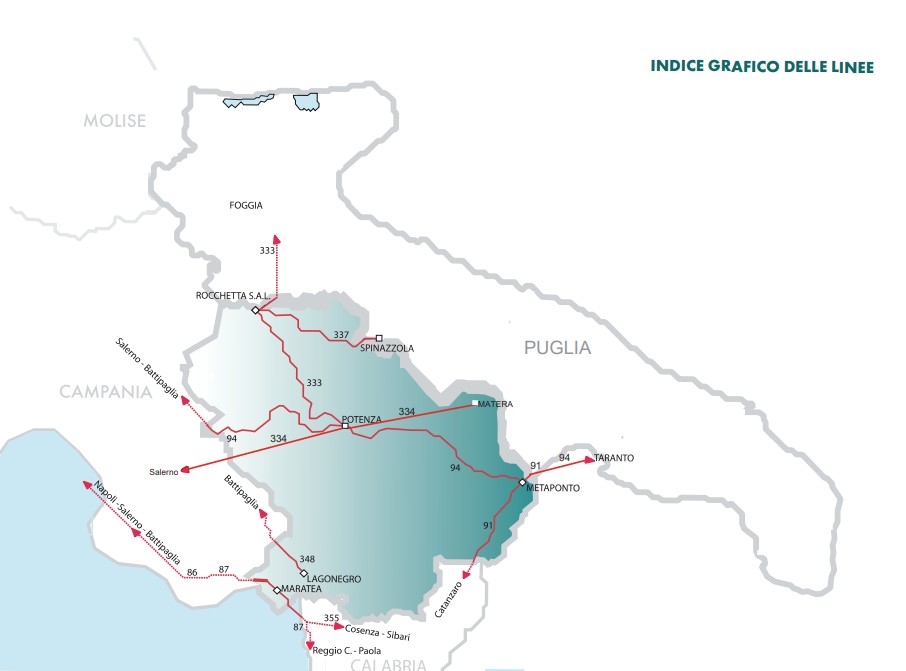 INDICE GRAFICO DELLE LINEE
MOLISE
FOGGIA
333
ROCCHETTA S.A.L.
337
SPINAZZOLA
PUGLIA
Salerno - Battipaglia
CAMPANIA
333
MATERA
334
POTENZA
94
334
Salerno
94
91
94
TARANTO
METAPONTO
Battipaglia
Napoli -Salerno - Battipaglia
91
348
86
87
LAGONEGRO
MARATEA
Catanzaro
355
87
Cosenza - Sibari
Reggio C.- Paola
CALABRIA